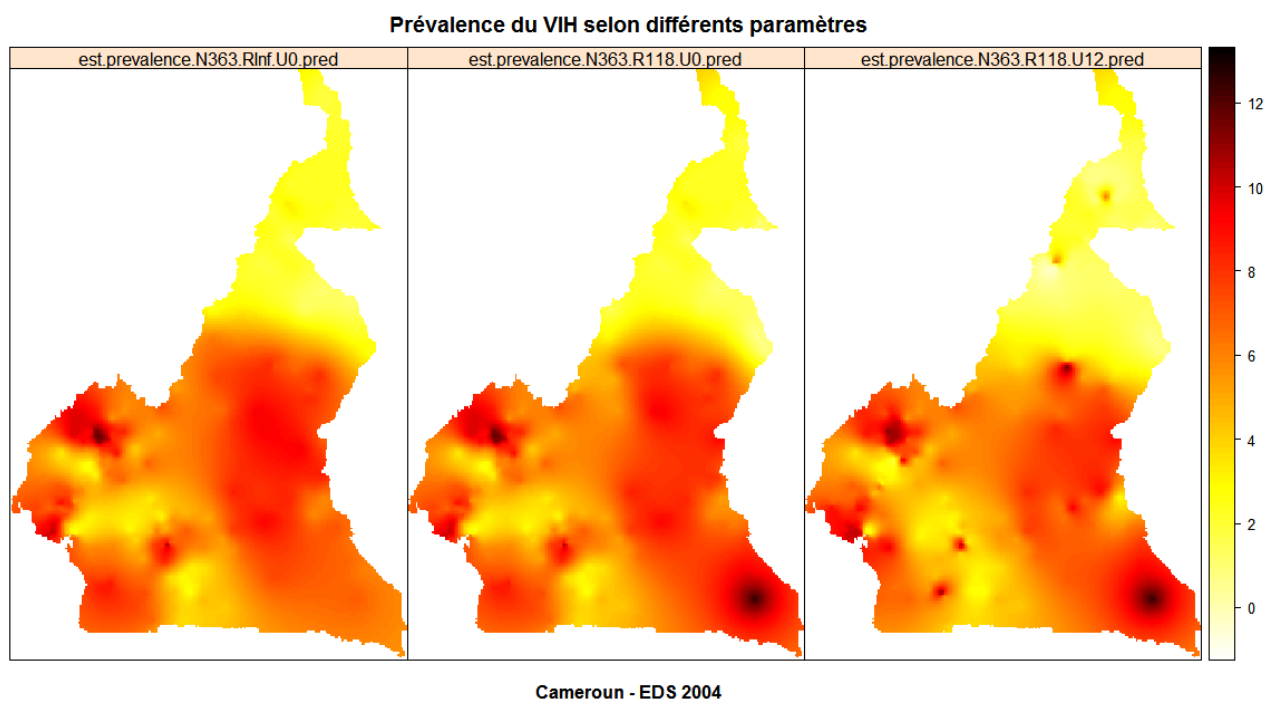 Prévalence du VIH selon différents paramètres
est.prevalence.N363.RInf.U0.pred
est.prevalence.N363.R118.U0.pred
est.prevalence.N363.R118.U12.pred
12
10
8
6
4
2
0
Cameroun - EDS 2004